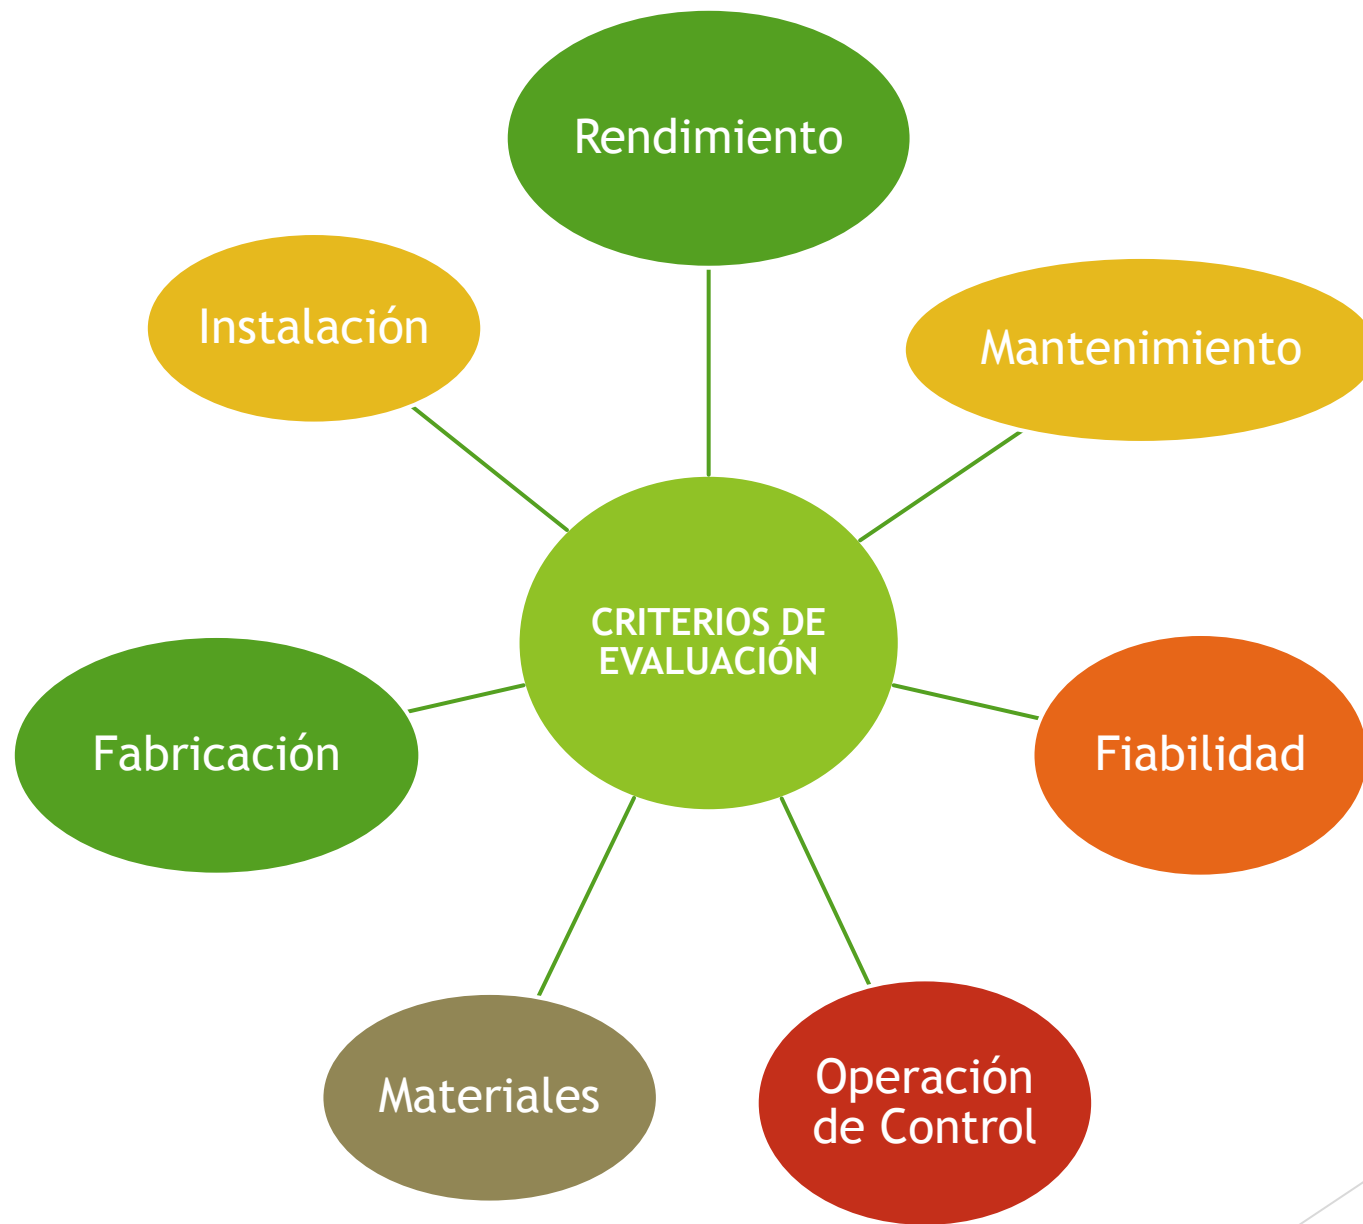 Rendimiento
Instalación
Mantenimiento
CRITERIOS DE
EVALUACIÓN
Fabricación
Fiabilidad
Materiales
Operación
de Control